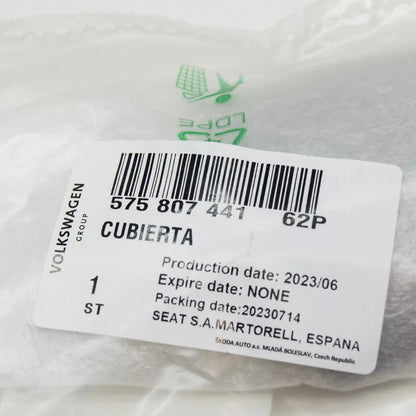 LDPE
VOLKSWAGEN
GROUP
575 807 441 62P
CUBIERTA
Production date: 2023/06
Expire date: NONE
Packing date:20230714
1
ST
SEAT S.A.MARTORELL, ESPANA
ŠKODA AUTO a.s. MLADÁ BOLESLAV, Czech Republic